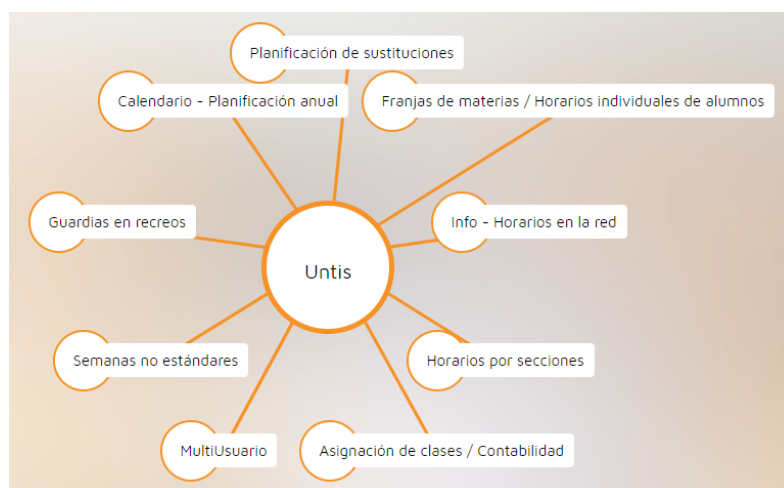 Planificación de sustituciones
Calendario - Planificación anual
Franjas de materias / Horarios individuales de alumnos
Guardias en recreos
Info - Horarios en la red
Untis
Semanas no estándares
Horarios por secciones
MultiUsuario
Asignación de clases / Contabilidad